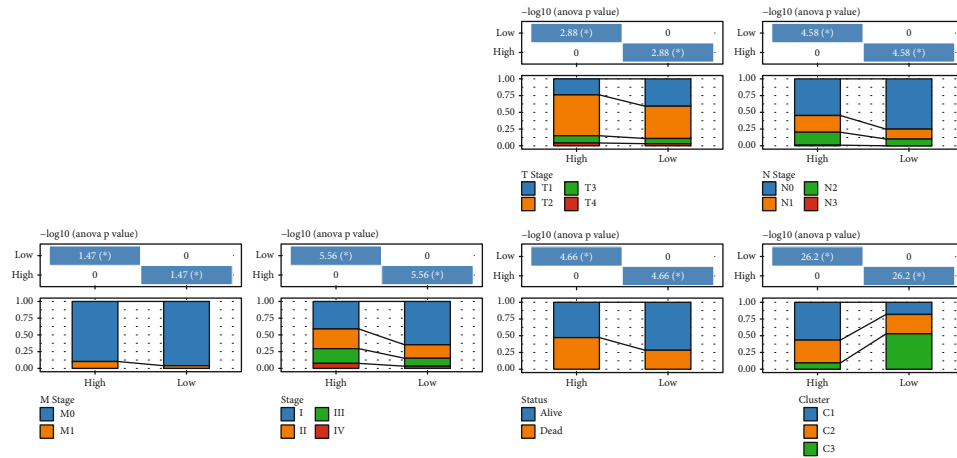 −log10 (anova p value)
Low 2.88 (*) 0
High 0 2.88 (*)
1.00
0.75
0.50
0.25
0.00
High Low
T Stage
T1 T3
T2 T4
−log10 (anova p value)
Low 4.58 (*) 0
High 0 4.58 (*)
1.00
0.75
0.50
0.25
0.00
High Low
N Stage
N0 N2
N1 N3
−log10 (anova p value)
Low 1.47 (*) 0
High 0 1.47 (*)
1.00
0.75
0.50
0.25
0.00
High Low
M Stage
M0
M1
−log10 (anova p value)
Low 5.56 (*) 0
High 0 5.56 (*)
1.00
0.75
0.50
0.25
0.00
High Low
Stage
I III
II IV
−log10 (anova p value)
Low 4.66 (*) 0
High 0 4.66 (*)
1.00
0.75
0.50
0.25
0.00
High Low
Status
Alive
Dead
−log10 (anova p value)
Low 26.2 (*) 0
High 0 26.2 (*)
1.00
0.75
0.50
0.25
0.00
High Low
Cluster
C1
C2
C3